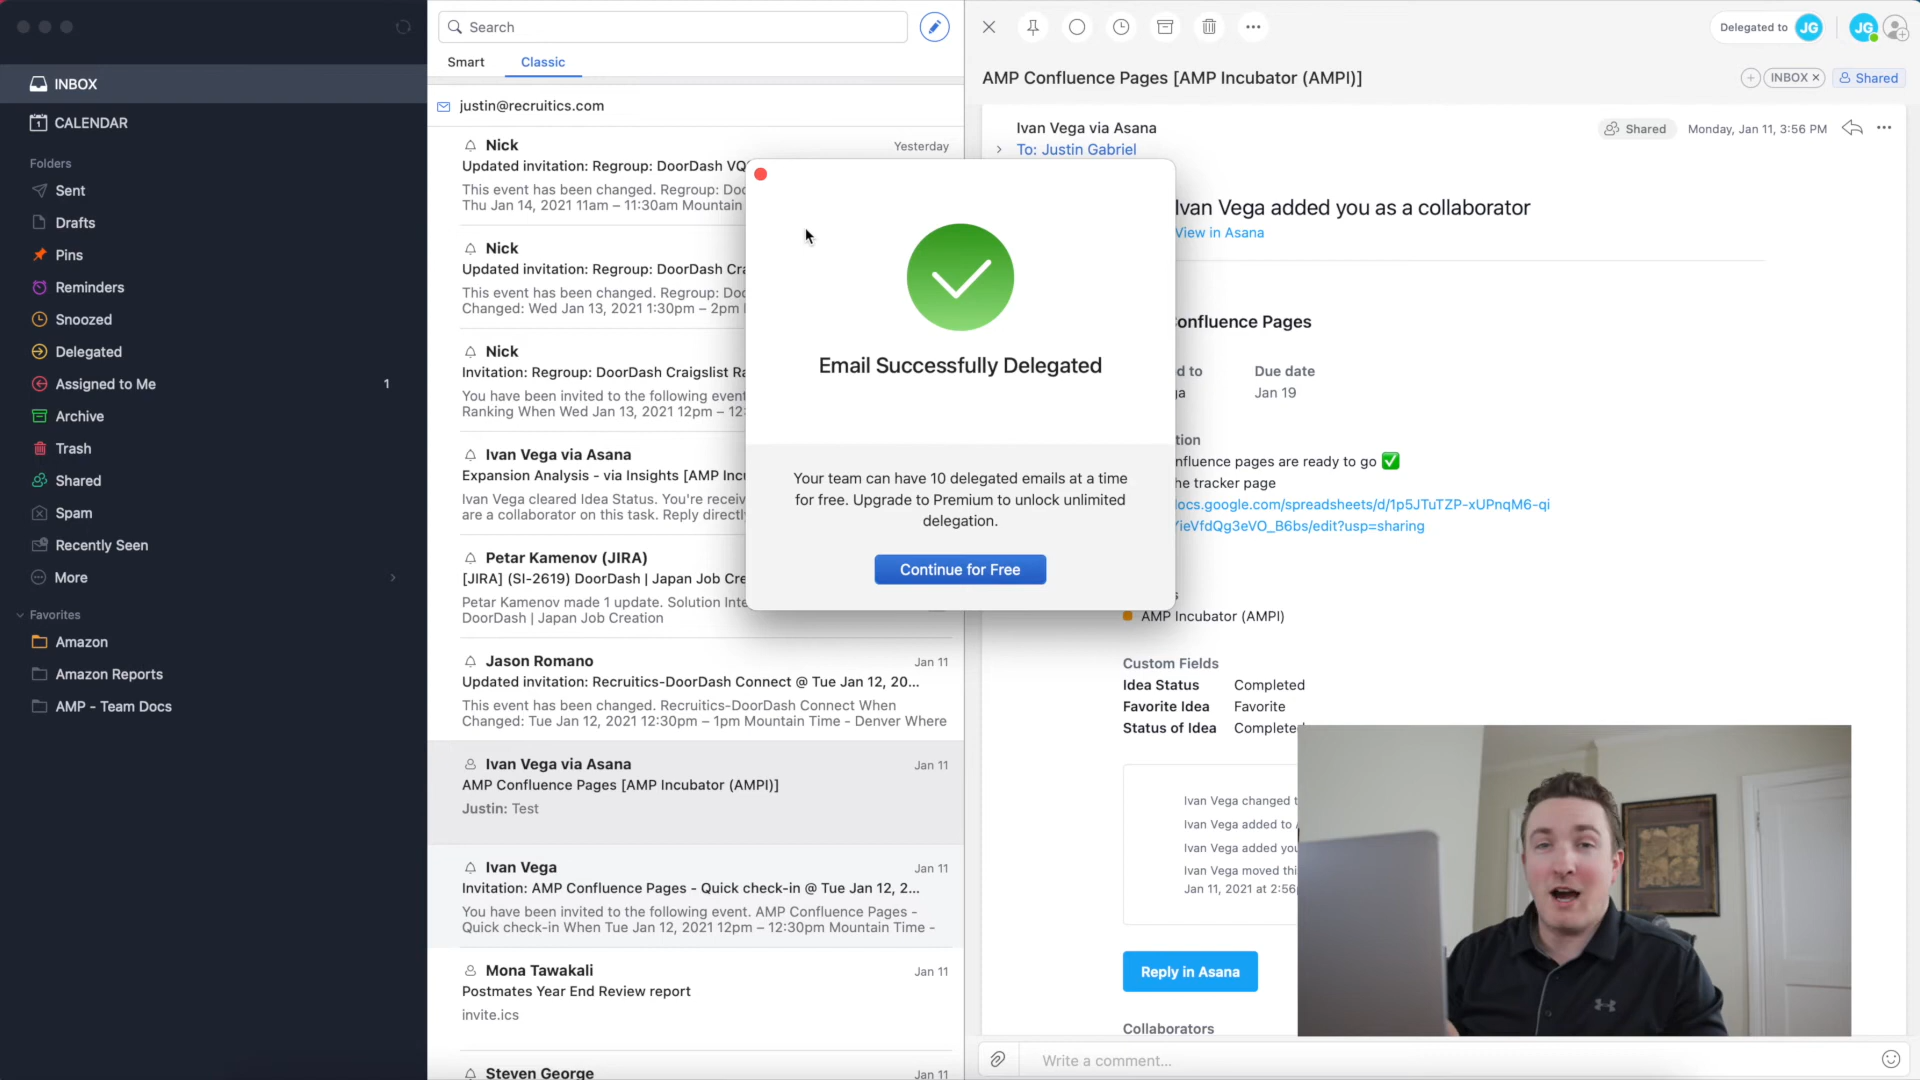 INBOX
CALENDAR
Folders
Sent
Drafts
Pins
Reminders
Snoozed
Delegated
Assigned to Me 1
Archive
Trash
Shared
Spam
Recently Seen
More
Favorites
Amazon
Amazon Reports
AMP - Team Docs
Search
Smart Classic
justin@recruitics.com
Nick Yesterday
Updated invitation: Regroup: DoorDash VQ
This event has been changed. Regroup:
Thu Jan 14, 2021 11am – 11:30am Mountain
Nick
Updated invitation: Regroup: DoorDash
This event has been changed. Regroup:
Changed: Wed Jan 13, 2021 1:30pm – 2pm
Nick
Invitation: Regroup: DoorDash Craigslist
You have been invited to the following event
Ranking When Wed Jan 13, 2021 12pm – 12:
Ivan Vega via Asana
Expansion Analysis - via Insights [AMP
Ivan Vega cleared Idea Status. You're
are a collaborator on this task. Reply directly
Petar Kamenov (JIRA)
[JIRA] (SI-2619) DoorDash | Japan Job
Petar Kamenov made 1 update. Solution
DoorDash | Japan Job Creation
Jason Romano Jan 11
Updated invitation: Recruitics-DoorDash Connect @ Tue Jan 12, 20...
This event has been changed. Recruitics-DoorDash Connect When
Changed: Tue Jan 12, 2021 12:30pm – 1pm Mountain Time - Denver Where
Ivan Vega via Asana Jan 11
AMP Confluence Pages [AMP Incubator (AMPI)]
Justin: Test
Ivan Vega Jan 11
Invitation: AMP Confluence Pages - Quick check-in @ Tue Jan 12, 2...
You have been invited to the following event. AMP Confluence Pages -
Quick check-in When Tue Jan 12, 2021 12pm – 12:30pm Mountain Time -
Mona Tawakali Jan 11
Postmates Year End Review report
invite.ics
Steven George Jan 11
Email Successfully Delegated
Your team can have 10 delegated emails at a time
for free. Upgrade to Premium to unlock unlimited
delegation.
Continue for Free
Delegated to JG JG
AMP Confluence Pages [AMP Incubator (AMPI)] INBOX Shared
Ivan Vega via Asana Shared Monday, Jan 11, 3:56 PM
To: Justin Gabriel
Ivan Vega added you as a collaborator
View in Asana
onfluence Pages
d to Due date
ga Jan 19
tion
nfluence pages are ready to go
he tracker page
docs.google.com/spreadsheets/d/1p5JTuTZP-xUPnqM6-qi
YieVfdQg3eVO_B6bs/edit?usp=sharing
s
AMP Incubator (AMPI)
Custom Fields
Idea Status Completed
Favorite Idea Favorite
Status of Idea Complete
Ivan Vega changed
Ivan Vega added to
Ivan Vega added you
Ivan Vega moved thi
Jan 11, 2021 at 2:56
Reply in Asana
Collaborators
Write a comment...